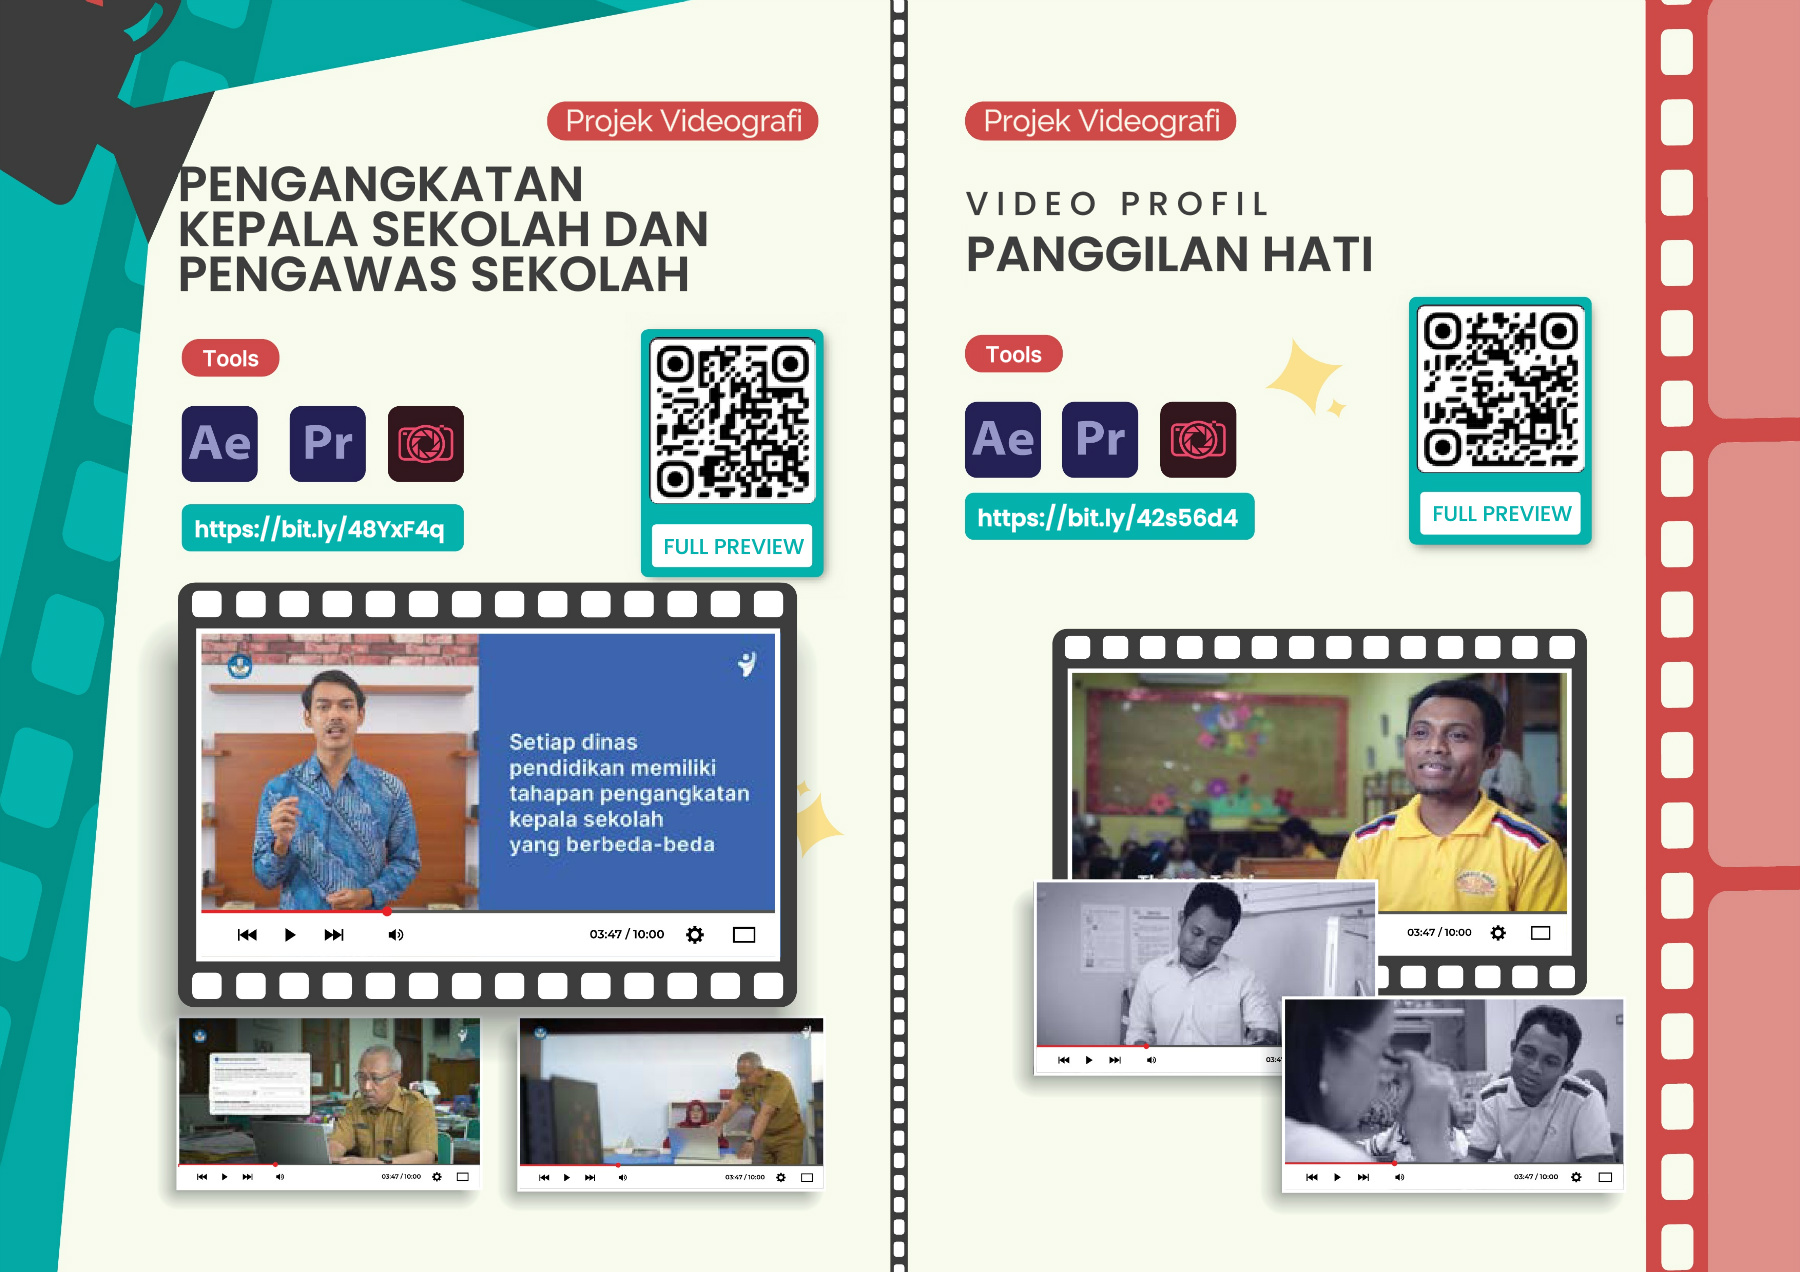 Projek Videografi
PENGANGKATAN
KEPALA SEKOLAH DAN
PENGAWAS SEKOLAH
Tools
Ae Pr
https://bit.ly/48YxF4q
FULL PREVIEW
Setiap dinas
pendidikan memiliki
tahapan pengangkatan
kepala sekolah
yang berbeda-beda
03:47 / 10:00
03:47 / 10:00
03:47 / 10:00
Projek Videografi
VIDEO PROFIL
PANGGILAN HATI
Tools
Ae Pr
https://bit.ly/42s56d4
FULL PREVIEW
03:47 / 10:00
03:4
03:47 / 10:00